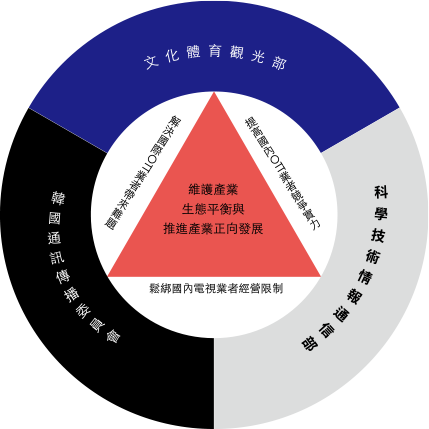 文化體育觀光部
解決國際OTT業者帶來難題
提高國內OTT業者競爭實力
維護產業
生態平衡與
推進產業正向發展
科學技術情報通信部
韓國通訊傳播委員會
鬆綁國內電視業者經營限制